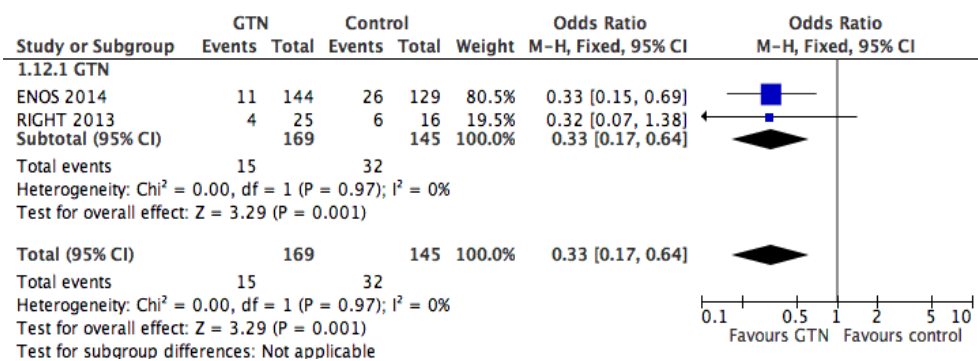 GTN Control Odds Ratio Odds Ratio
Study or Subgroup Events Total Events Total Weight M-H, Fixed, 95% CI M-H, Fixed, 95% CI
1.12.1 GTN
ENOS 2014 11 144 26 129 80.5% 0.33 [0.15, 0.69]
RIGHT 2013 4 25 6 16 19.5% 0.32 [0.07, 1.38]
Subtotal (95% CI) 169 145 100.0% 0.33 [0.17, 0.64]
Total events 15 32
Heterogeneity: Chi² = 0.00, df = 1 (P = 0.97); I² = 0%
Test for overall effect: Z = 3.29 (P = 0.001)
Total (95% CI) 169 145 100.0% 0.33 [0.17, 0.64]
Total events 15 32
Heterogeneity: Chi² = 0.00, df = 1 (P = 0.97); I² = 0%
0.1 0.5 1 2 5 10
Test for overall effect: Z = 3.29 (P = 0.001)
Favours GTN Favours control
Test for subgroup differences: Not applicable